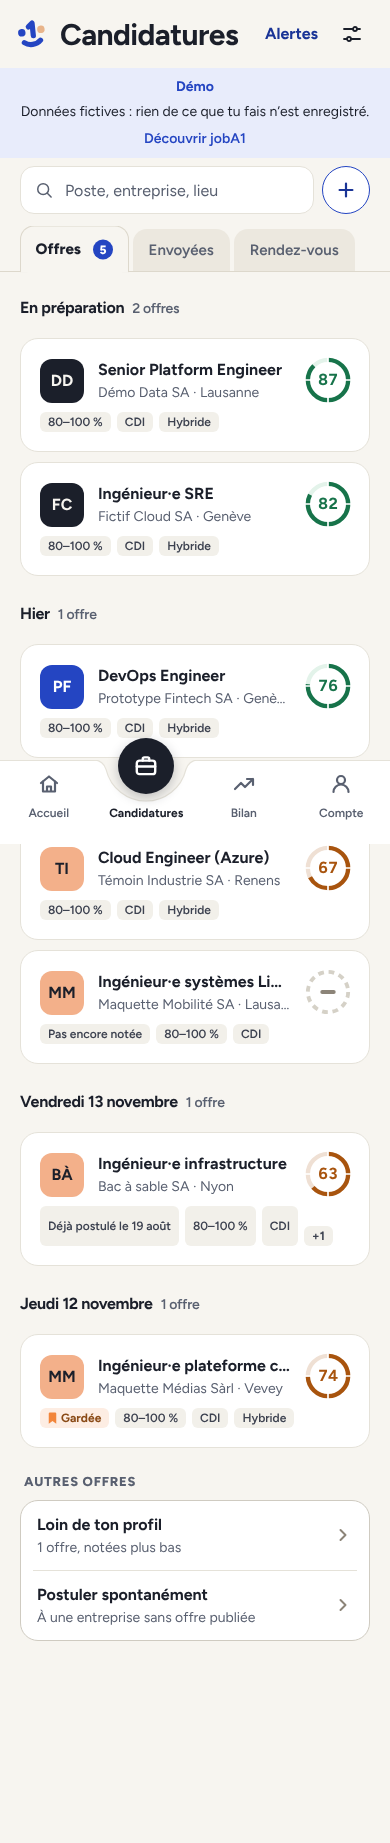 Candidatures
Alertes
Démo
Données fictives : rien de ce que tu fais n'est enregistré.
Découvrir jobA1
Poste, entreprise, lieu
Offres 5
Envoyées
Rendez-vous
En préparation 2 offres
DD
Senior Platform Engineer
Démo Data SA · Lausanne
87
80–100 %
CDI
Hybride
FC
Ingénieur·e SRE
Fictif Cloud SA · Genève
82
80–100 %
CDI
Hybride
Hier 1 offre
PF
DevOps Engineer
Prototype Fintech SA · Genè…
76
80–100 %
CDI
Hybride
Accueil
Candidatures
Bilan
Compte
TI
Cloud Engineer (Azure)
Témoin Industrie SA · Renens
67
80–100 %
CDI
Hybride
MM
Ingénieur·e systèmes Li…
Maquette Mobilité SA · Lausa…
Pas encore notée
80–100 %
CDI
Vendredi 13 novembre 1 offre
BÀ
Ingénieur·e infrastructure
Bac à sable SA · Nyon
63
Déjà postulé le 19 août
80–100 %
CDI
+1
Jeudi 12 novembre 1 offre
MM
Ingénieur·e plateforme c…
Maquette Médias Sàrl · Vevey
74
Gardée
80–100 %
CDI
Hybride
AUTRES OFFRES
Loin de ton profil
1 offre, notées plus bas
Postuler spontanément
À une entreprise sans offre publiée